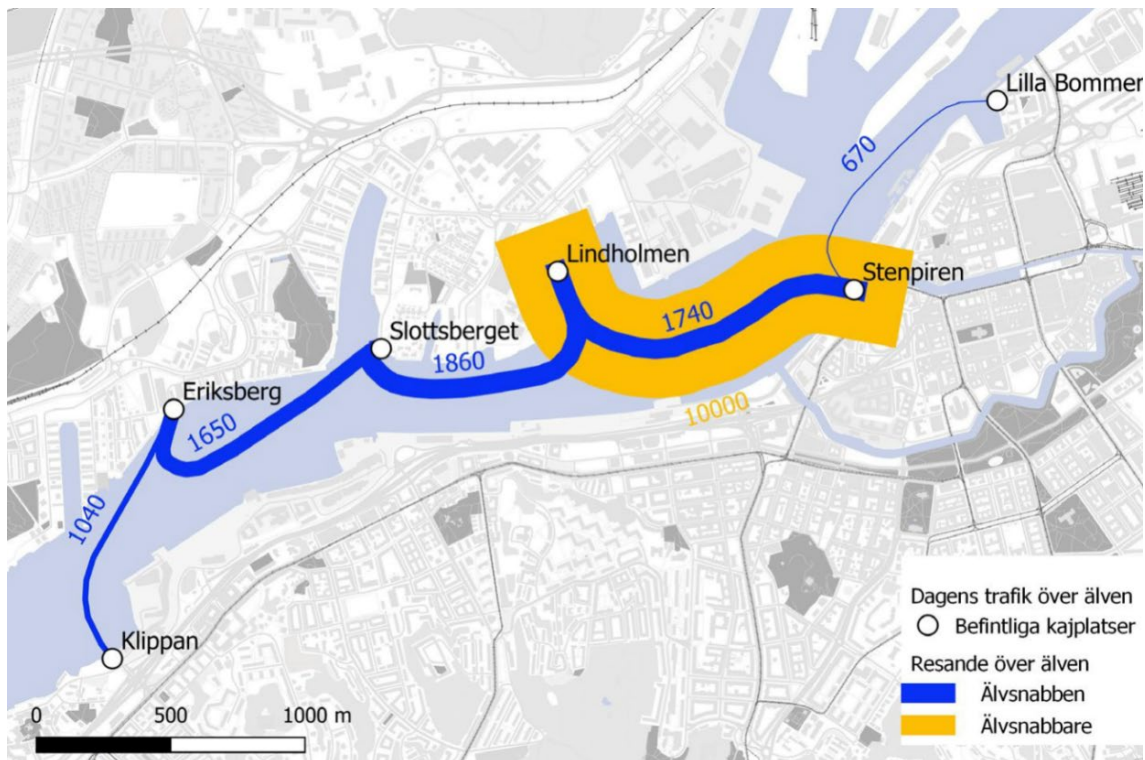 Lilla Bommen
670
Lindholmen
Stenpiren
1740
Slottsberget
1860
10000
Eriksberg
1650
1040
Klippan
0 500 1000 m
Dagens trafik över älven
Befintliga kajplatser
Resande över älven
Älvsnabben
Älvsnabbare